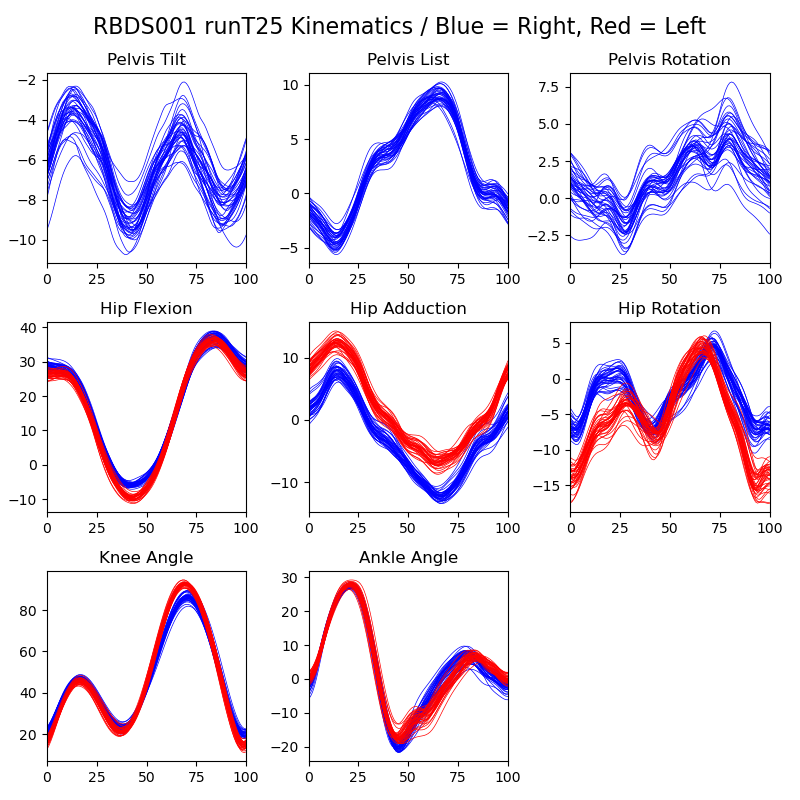 RBDS001 runT25 Kinematics / Blue = Right, Red = Left
Pelvis Tilt
Pelvis List
Pelvis Rotation
−2
−4
−6
−8
−10
0 25 50 75 100
10
5
0
−5
0 25 50 75 100
7.5
5.0
2.5
0.0
−2.5
0 25 50 75 100
Hip Flexion
Hip Adduction
Hip Rotation
40
30
20
10
0
−10
0 25 50 75 100
10
0
−10
0 25 50 75 100
5
0
−5
−10
−15
0 25 50 75 100
Knee Angle
Ankle Angle
80
60
40
20
0 25 50 75 100
30
20
10
0
−10
−20
0 25 50 75 100